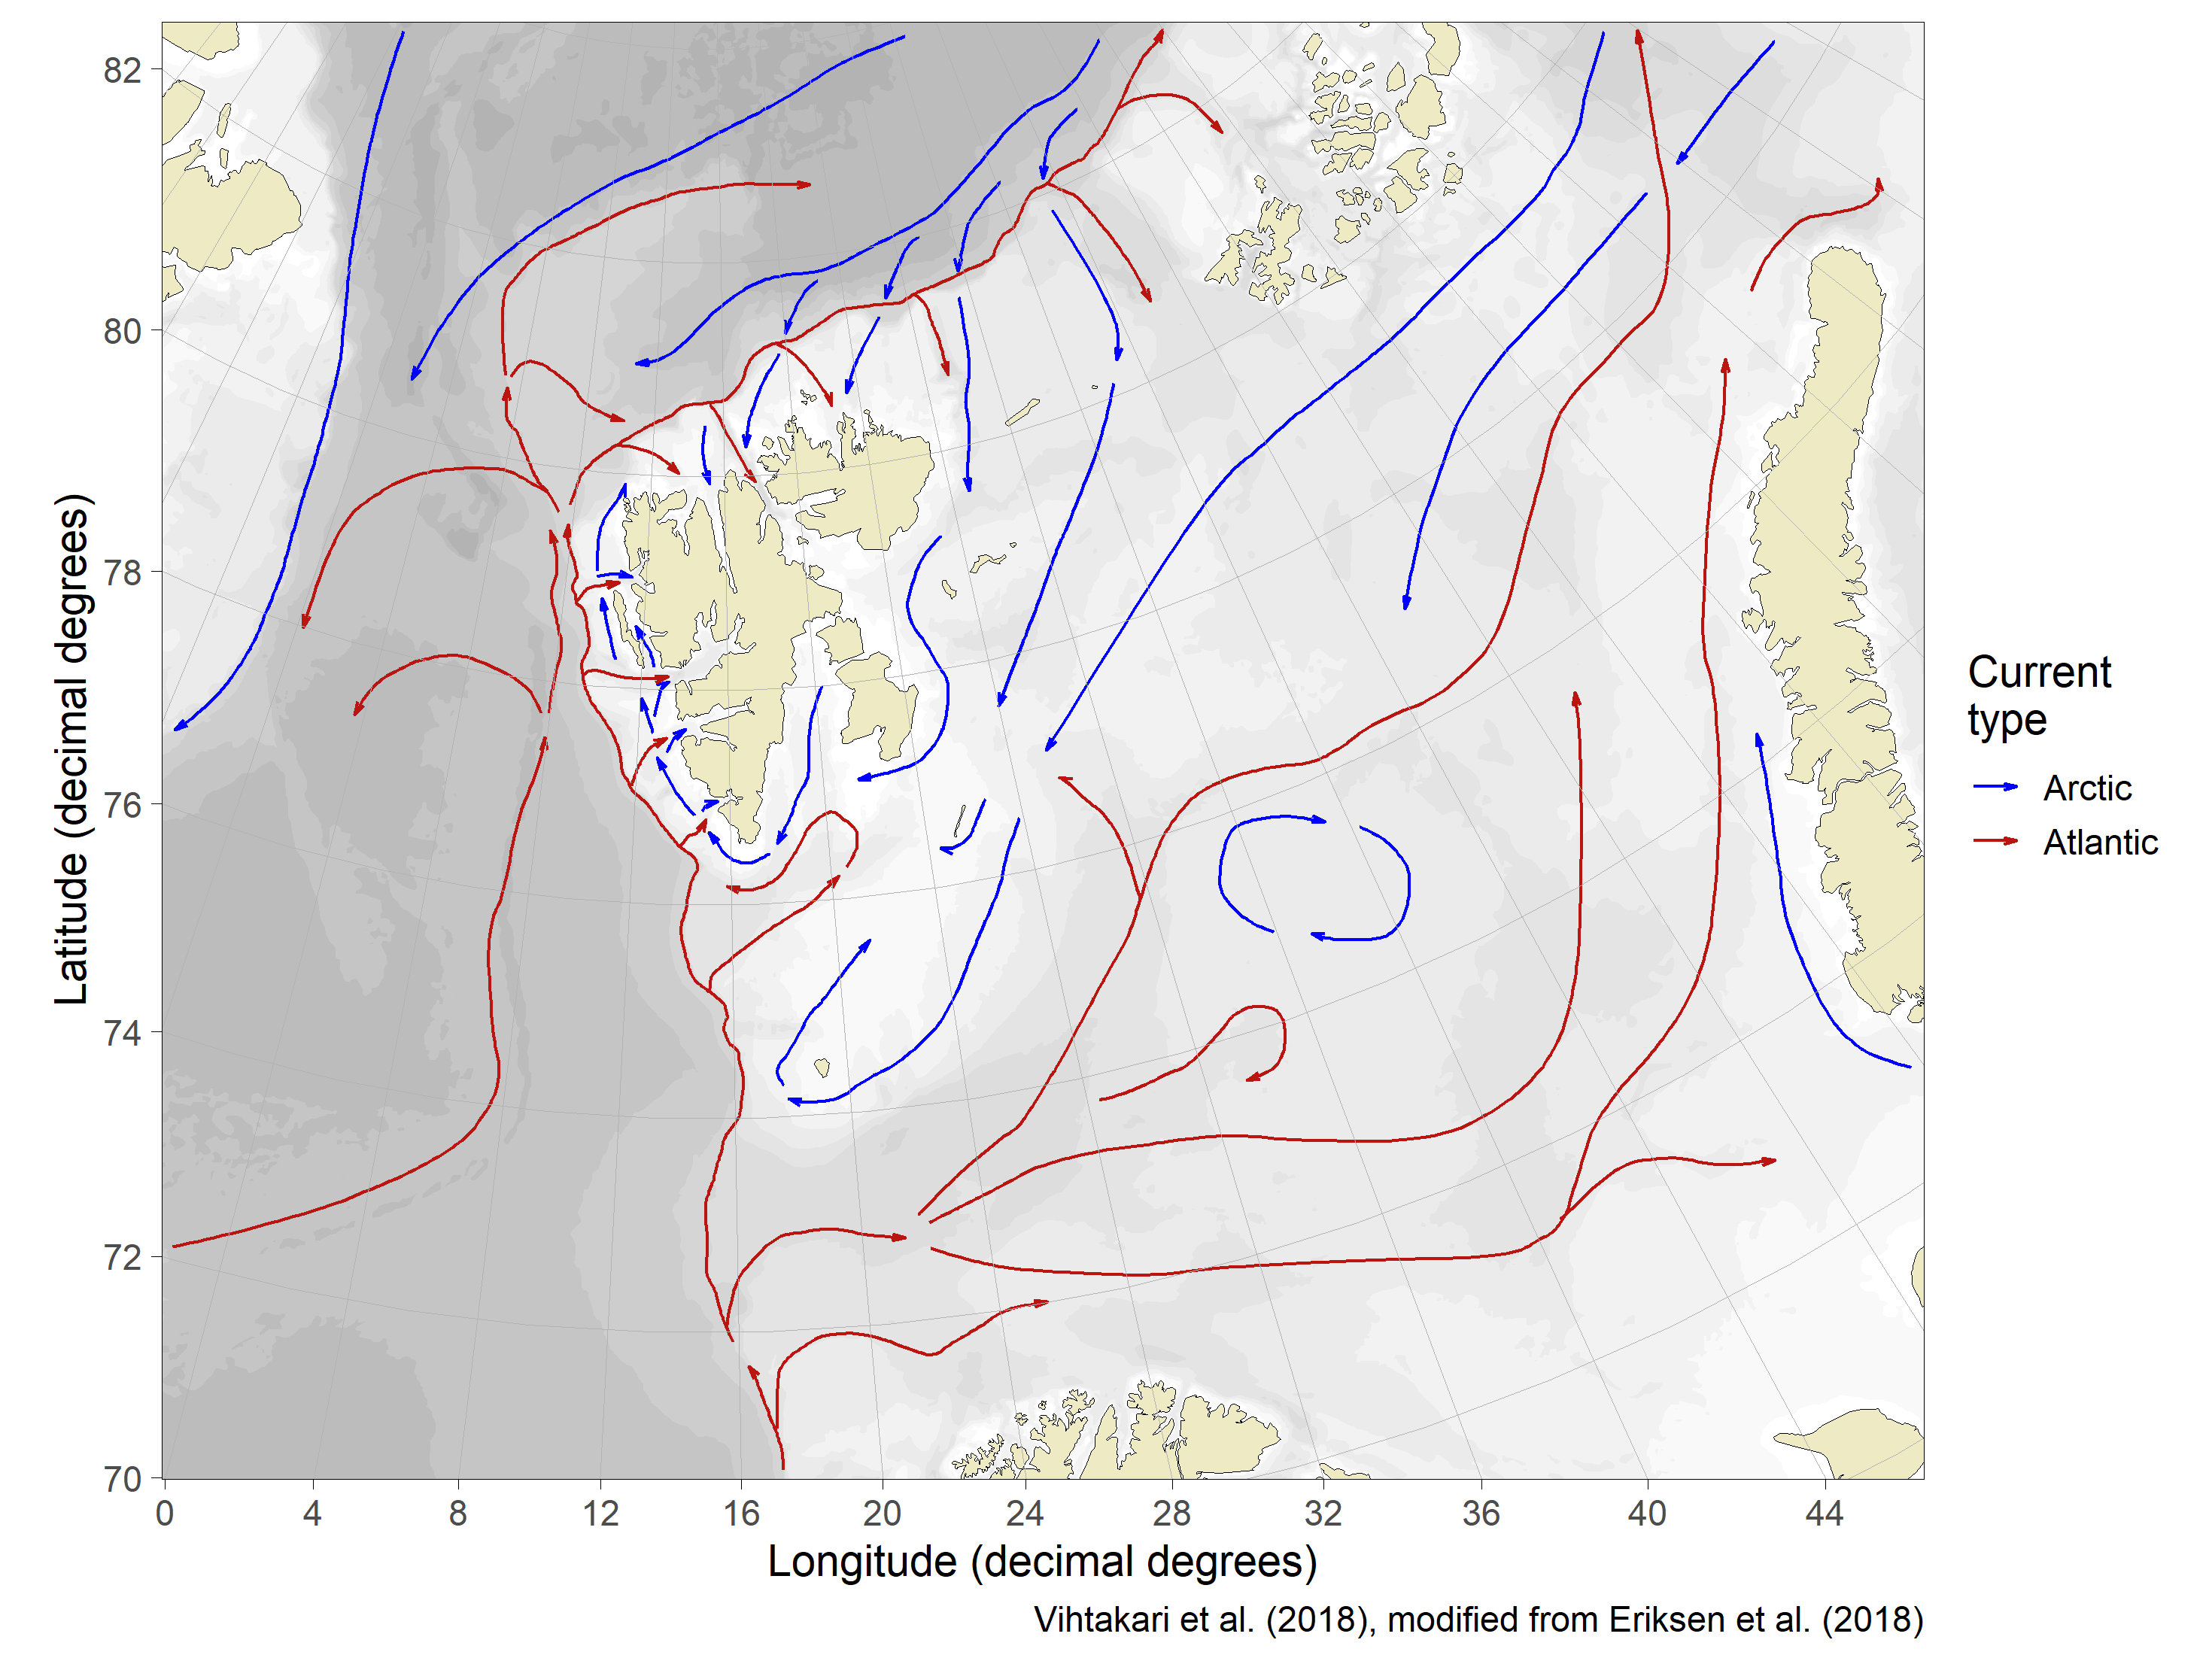 82
80
78
76
74
72
70
Latitude (decimal degrees)
0 4 8 12 16 20 24 28 32 36 40 44
Longitude (decimal degrees)
Current
type
Arctic
Atlantic
Vihtakari et al. (2018), modified from Eriksen et al. (2018)